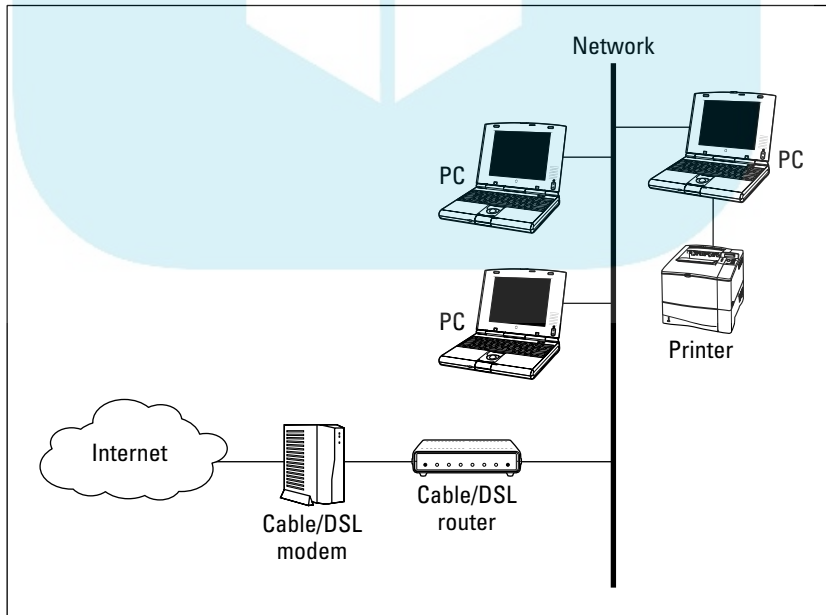 Network
PC
PC
PC
Printer
Internet
Cable/DSL
modem
Cable/DSL
router